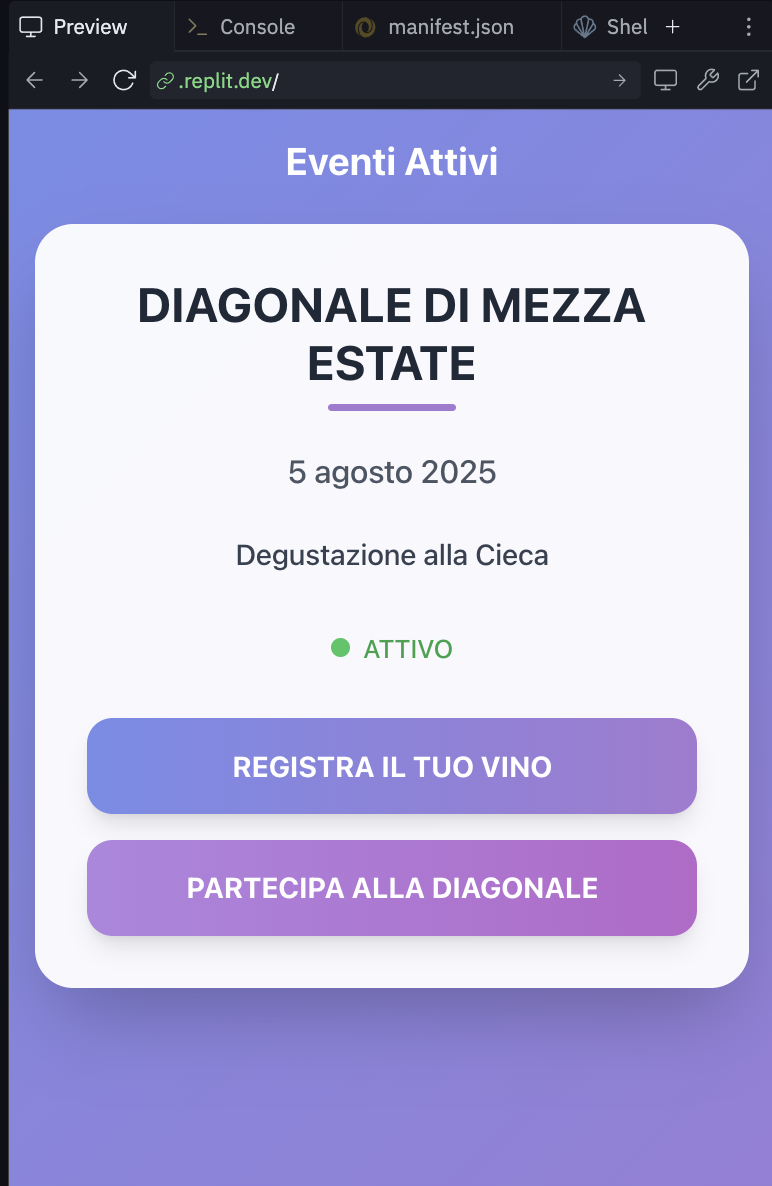 Preview
Console
manifest.json
Shel
.replit.dev/
Eventi Attivi
DIAGONALE DI MEZZA
ESTATE
5 agosto 2025
Degustazione alla Cieca
ATTIVO
REGISTRA IL TUO VINO
PARTECIPA ALLA DIAGONALE